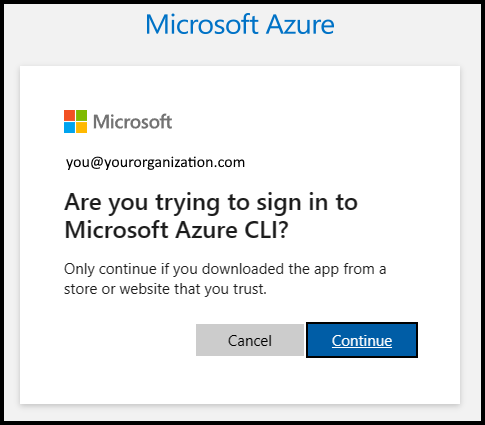 Microsoft Azure
Microsoft
you@yourorganization.com
Are you trying to sign in to
Microsoft Azure CLI?
Only continue if you downloaded the app from a
store or website that you trust.
Cancel
Continue